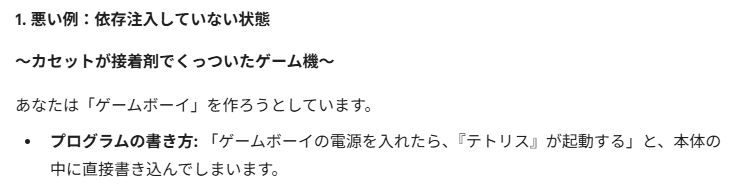 1. 悪い例：依存注入していない状態
〜カセットが接着剤でくっついたゲーム機〜
あなたは「ゲームボーイ」を作ろうとしています。
• プログラムの書き方: 「ゲームボーイの電源を入れたら、『テトリス』が起動する」と、本体の
中に直接書き込んでしまいます。